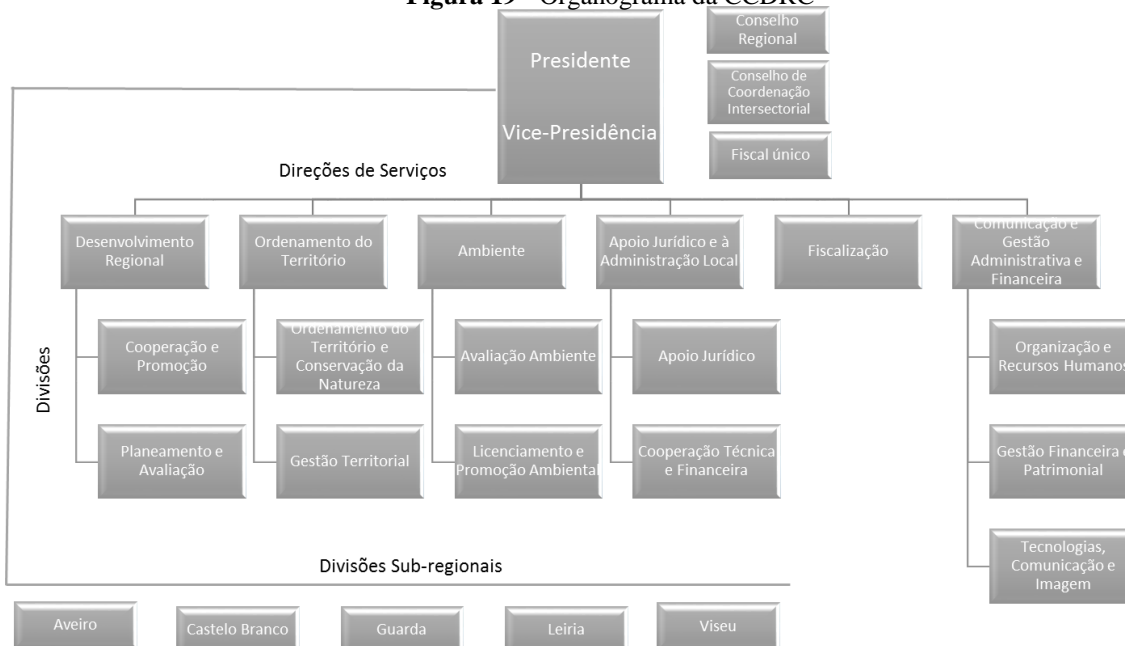 Figura 19 - Organograma da CCDRC
Presidente
Vice-Presidência
Conselho
Regional
Conselho de
Coordenação
Intersectorial
Fiscal único
Direções de Serviços
Desenvolvimento
Regional
Ordenamento do
Território
Ambiente
Apoio Jurídico e à
Administração Local
Fiscalização
Comunicação e
Gestão
Administrativa e
Financeira
Divisões
Cooperação e
Promoção
Ordenamento do
Território e
Conservação da
Natureza
Avaliação Ambiente
Apoio Jurídico
Organização e
Recursos Humanos
Planeamento e
Avaliação
Gestão Territorial
Licenciamento e
Promoção Ambiental
Cooperação Técnica
e Financeira
Gestão Financeira e
Patrimonial
Tecnologias,
Comunicação e
Imagem
Divisões Sub-regionais
Aveiro
Castelo Branco
Guarda
Leiria
Viseu